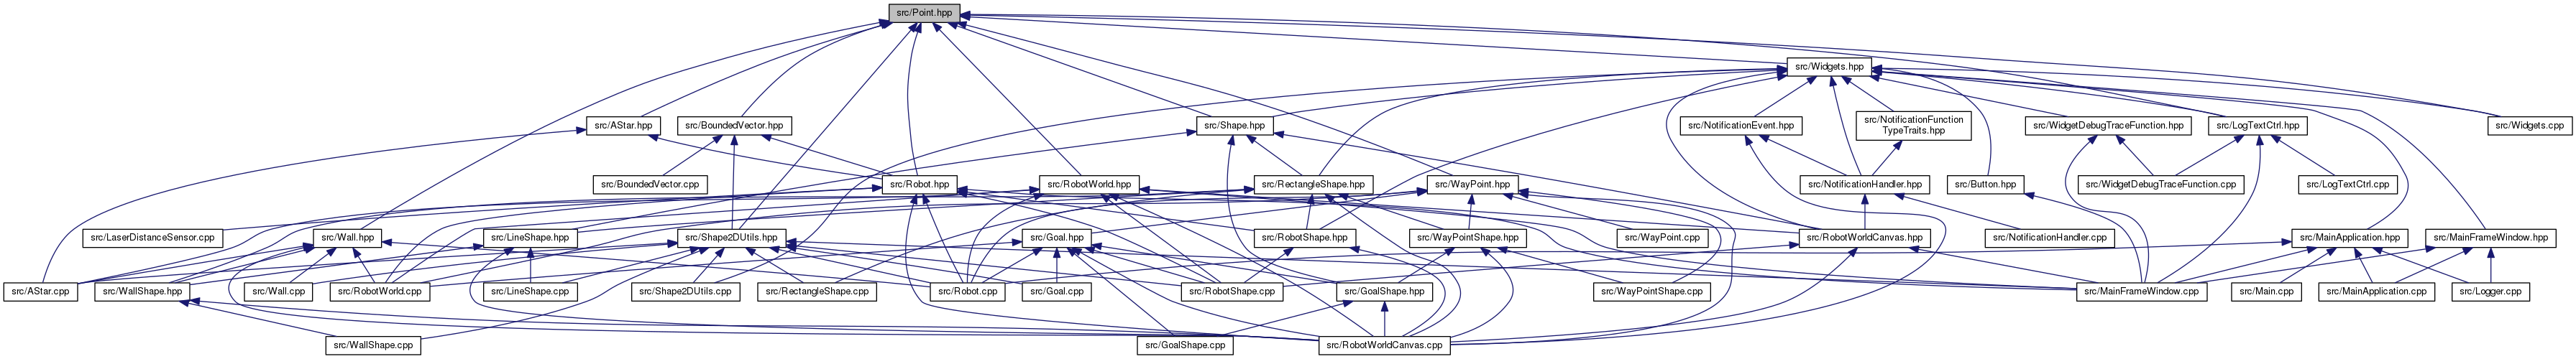 src/Point.hpp
src/Widgets.hpp
src/AStar.hpp
src/BoundedVector.hpp
src/Shape.hpp
src/NotificationEvent.hpp
src/NotificationFunction
TypeTraits.hpp
src/WidgetDebugTraceFunction.hpp
src/LogTextCtrl.hpp
src/Widgets.cpp
src/BoundedVector.cpp
src/Robot.hpp
src/RobotWorld.hpp
src/RectangleShape.hpp
src/WayPoint.hpp
src/NotificationHandler.hpp
src/Button.hpp
src/WidgetDebugTraceFunction.cpp
src/LogTextCtrl.cpp
src/LaserDistanceSensor.cpp
src/Wall.hpp
src/LineShape.hpp
src/Shape2DUtils.hpp
src/Goal.hpp
src/RobotShape.hpp
src/WayPointShape.hpp
src/WayPoint.cpp
src/RobotWorldCanvas.hpp
src/NotificationHandler.cpp
src/MainApplication.hpp
src/MainFrameWindow.hpp
src/AStar.cpp
src/WallShape.hpp
src/Wall.cpp
src/RobotWorld.cpp
src/LineShape.cpp
src/Shape2DUtils.cpp
src/RectangleShape.cpp
src/Robot.cpp
src/Goal.cpp
src/RobotShape.cpp
src/GoalShape.hpp
src/WayPointShape.cpp
src/MainFrameWindow.cpp
src/Main.cpp
src/MainApplication.cpp
src/Logger.cpp
src/WallShape.cpp
src/GoalShape.cpp
src/RobotWorldCanvas.cpp